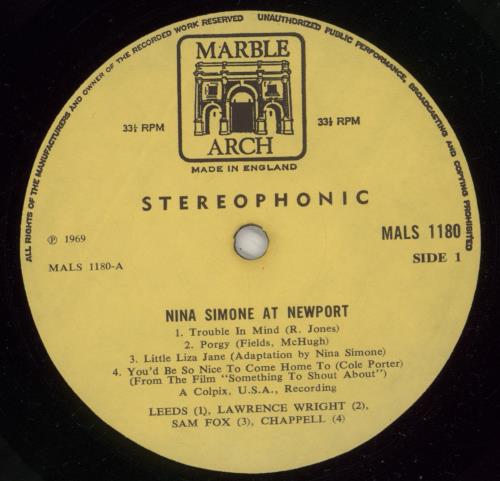 ALL RIGHTS OF THE MANUFACTURERS AND OWNER OF THE RECORDED WORK RESERVED
UNAUTHORIZED PUBLIC PERFORMANCE, BROADCASTING AND COPYING PROHIBITED
MARBLE
ARCH
33⅓ RPM
33⅓ RPM
MADE IN ENGLAND
STEREOPHONIC
℗ 1969
MALS 1180
MALS 1180-A
SIDE 1
NINA SIMONE AT NEWPORT
1. Trouble In Mind (R. Jones)
2. Porgy (Fields, McHugh)
3. Little Liza Jane (Adaptation by Nina Simone)
4. You'd Be So Nice To Come Home To (Cole Porter)
(From The Film "Something To Shout About")
A Colpix, U.S.A., Recording
LEEDS (1), LAWRENCE WRIGHT (2),
SAM FOX (3), CHAPPELL (4)